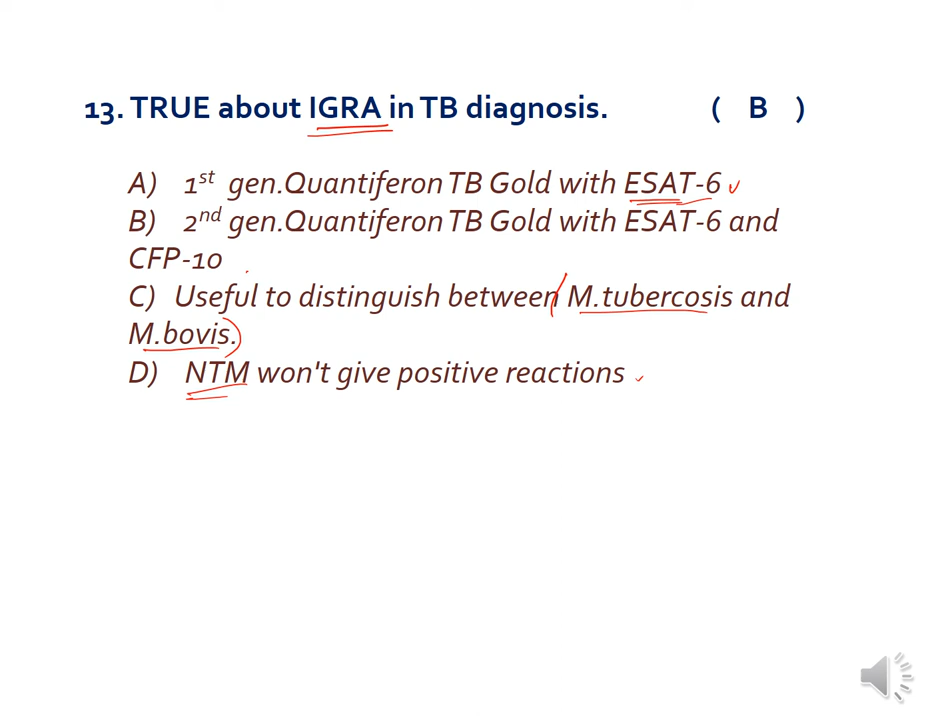 13. TRUE about IGRA in TB diagnosis. ( B )
A) 1st gen.Quantiferon TB Gold with ESAT-6
B) 2nd gen.Quantiferon TB Gold with ESAT-6 and
CFP-10
C) Useful to distinguish between M.tubercosis and
M.bovis.
D) NTM won't give positive reactions